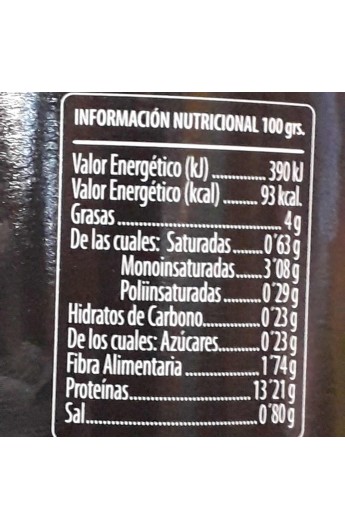 INFORMACIÓN NUTRICIONAL 100 grs.
Valor Energético (kJ) ............. 390 kJ
Valor Energético (kcal) ........ 93 kcal.
Grasas ................................ 4 g
De las cuales: Saturadas ...... 0'63 g
Monoinsaturadas ...... 3'08 g
Poliinsaturadas ......... 0'29 g
Hidratos de Carbono ............. 0'23 g
De los cuales: Azúcares .......... 0'23 g
Fibra Alimentaria ................ 1'74 g
Proteínas .......................... 13'21 g
Sal ..................................... 0'80 g